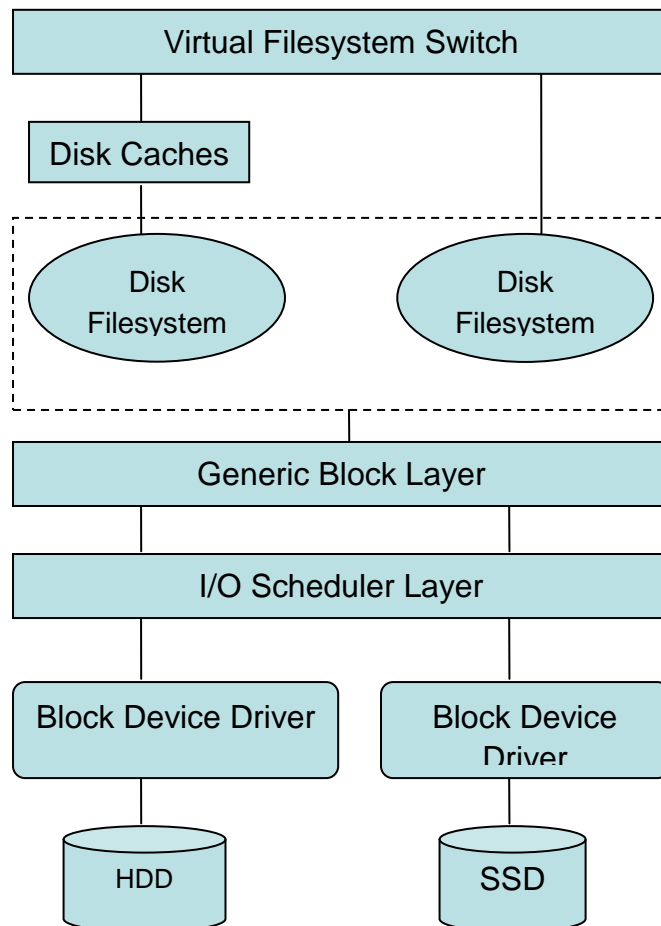 Virtual Filesystem Switch
Disk Caches
Disk
Filesystem
Disk
Filesystem
Generic Block Layer
I/O Scheduler Layer
Block Device Driver
Block Device
Driver
HDD
SSD